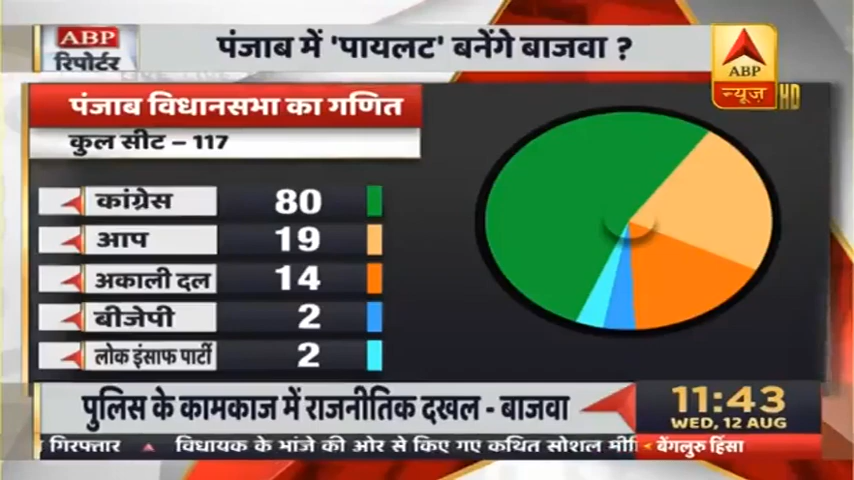 ABP
रिपोर्टर
पंजाब में 'पायलट' बनेंगे बाजवा ?
ABP
न्यूज़ HD
पंजाब विधानसभा का गणित
कुल सीट – 117
कांग्रेस 80
आप 19
अकाली दल 14
बीजेपी 2
लोक इंसाफ पार्टी 2
पुलिस के कामकाज में राजनीतिक दखल - बाजवा
11:43
WED, 12 AUG
गिरफ्तार विधायक के भांजे की ओर से किए गए कथित सोशल मीि < बेंगलुरु हिंसा